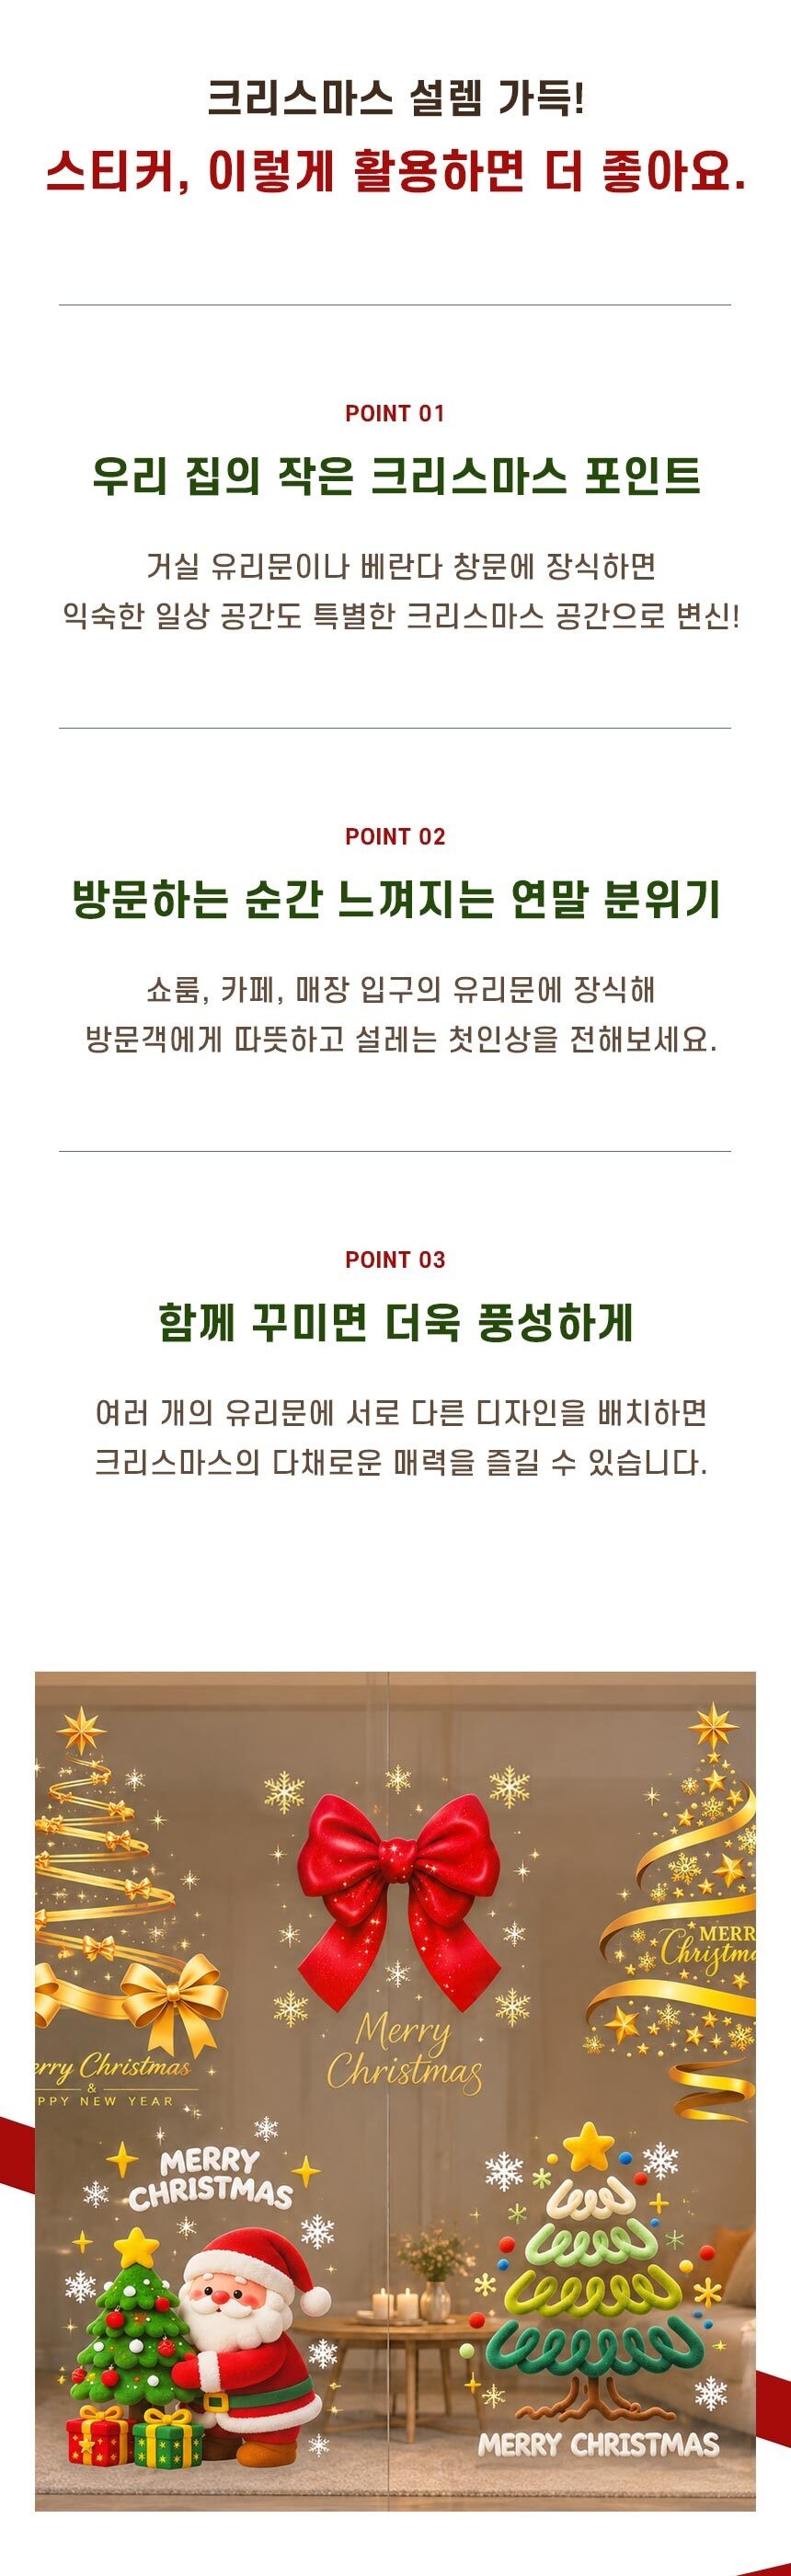 크리스마스 설렘 가득!
스티커, 이렇게 활용하면 더 좋아요.
POINT 01
우리 집의 작은 크리스마스 포인트
거실 유리문이나 베란다 창문에 장식하면
익숙한 일상 공간도 특별한 크리스마스 공간으로 변신!
POINT 02
방문하는 순간 느껴지는 연말 분위기
쇼룸, 카페, 매장 입구의 유리문에 장식해
방문객에게 따뜻하고 설레는 첫인상을 전해보세요.
POINT 03
함께 꾸미면 더욱 풍성하게
여러 개의 유리문에 서로 다른 디자인을 배치하면
크리스마스의 다채로운 매력을 즐길 수 있습니다.
MERR
Christma
Merry
Christmas
erry Christmas
&
PPY NEW YEAR
MERRY
CHRISTMAS
MERRY CHRISTMAS